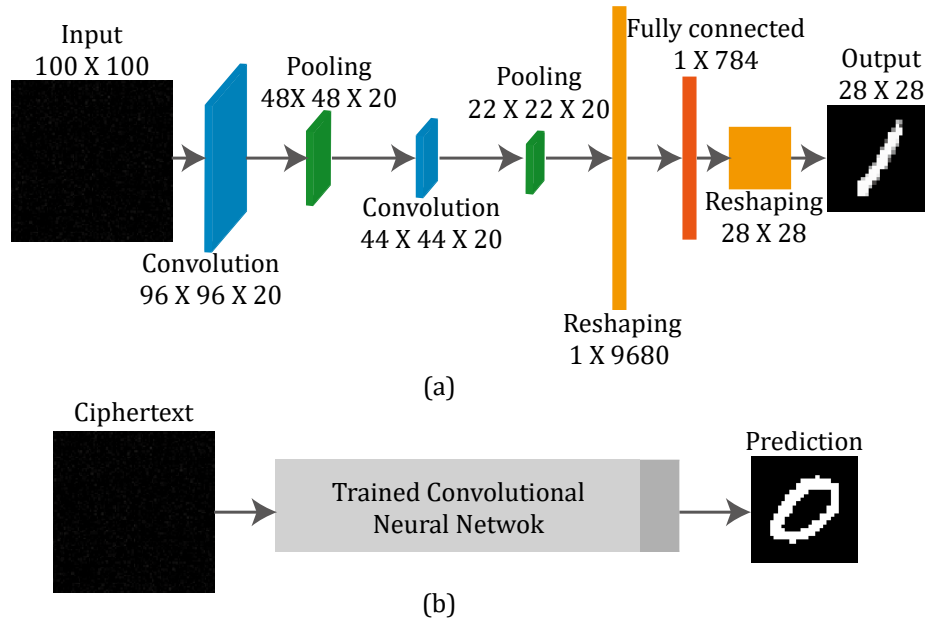 Input
100 X 100
Convolution
96 X 96 X 20
Pooling
48X 48 X 20
Convolution
44 X 44 X 20
Pooling
22 X 22 X 20
Reshaping
1 X 9680
Fully connected
1 X 784
Reshaping
28 X 28
Output
28 X 28
(a)
Ciphertext
Trained Convolutional
Neural Netwok
Prediction
(b)